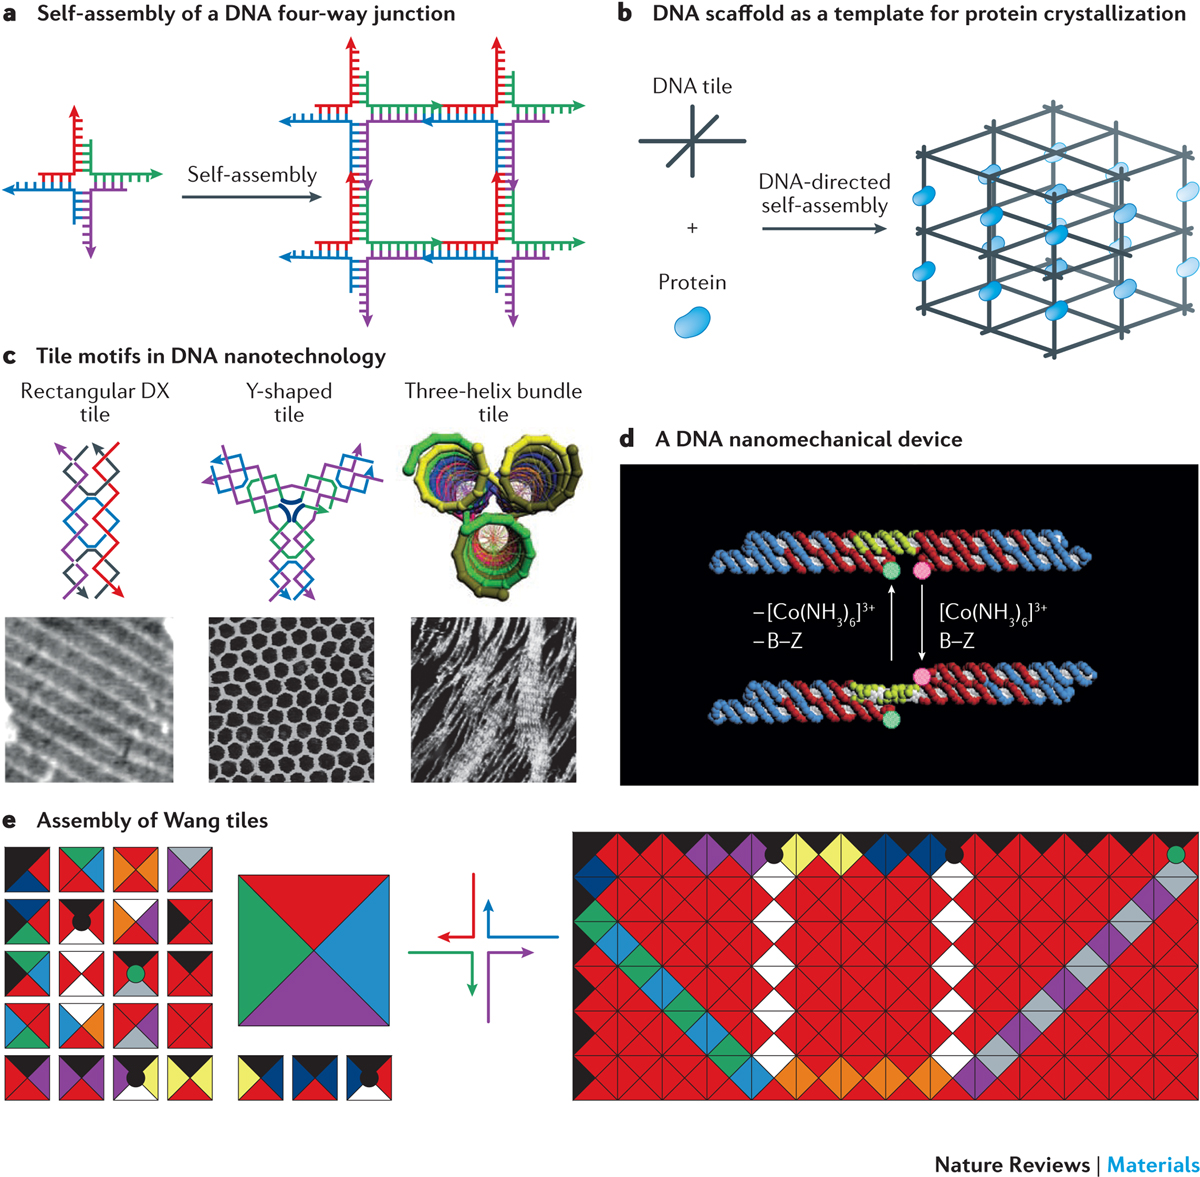 a Self-assembly of a DNA four-way junction
Self-assembly
b DNA scaffold as a template for protein crystallization
DNA tile
+
Protein
DNA-directed
self-assembly
c Tile motifs in DNA nanotechnology
Rectangular DX
tile
Y-shaped
tile
Three-helix bundle
tile
d A DNA nanomechanical device
–[Co(NH₃)₆]³⁺
–B–Z
[Co(NH₃)₆]³⁺
B–Z
e Assembly of Wang tiles
Nature Reviews | Materials